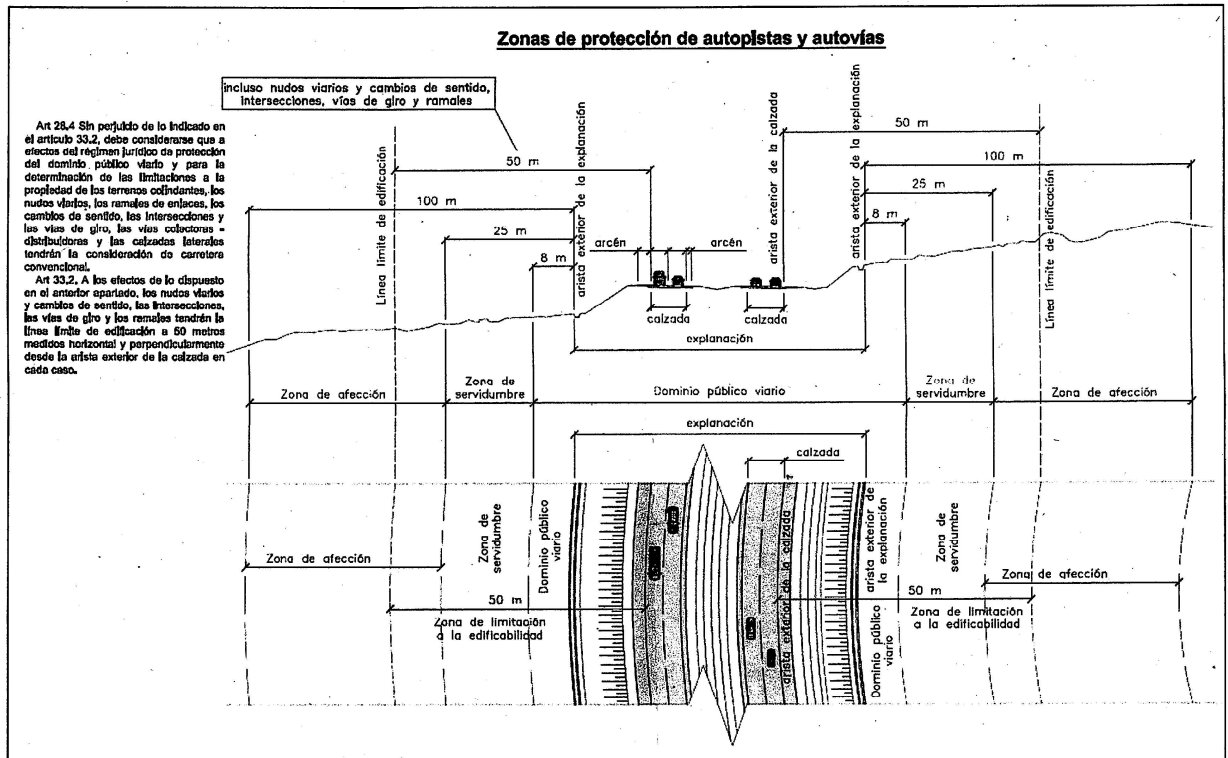 Zonas de protección de autopistas y autovías
incluso nudos viarios y cambios de sentido,
intersecciones, vías de giro y ramales
Art 28.4 Sin perjuicio de lo indicado en
el artículo 33.2, debe considerarse que a
efectos del régimen jurídico de protección
del dominio público viario y para la
determinación de las limitaciones a la
propiedad de los terrenos colindantes, los
nudos viarios, los ramales de enlaces, los
cambios de sentido, las intersecciones y
las vías de giro, las vías colectoras -
distribuidoras y las calzadas laterales
tendrán la consideración de carretera
convencional.
Art 33.2. A los efectos de lo dispuesto
en el anterior apartado, los nudos viarios
y cambios de sentido, las intersecciones,
las vías de giro y los ramales tendrán la
línea límite de edificación a 50 metros
medidos horizontal y perpendicularmente
desde la arista exterior de la calzada en
cada caso.
Línea límite de edificación
50 m
100 m
25 m
8 m
arista exterior de la explanación
arcén
arcén
calzada
calzada
explanación
arista exterior de la calzada
arista exterior de la explanación
50 m
100 m
25 m
8 m
Línea límite de edificación
Zona de afección
Zona de
servidumbre
Dominio público viario
Zona de
servidumbre
Zona de afección
explanación
calzada
Zona de afección
Zona de
servidumbre
Dominio público
viario
50 m
Zona de limitación
a la edificabilidad
arista exterior de la calzada
arista exterior de
la explanación
Dominio público
viario
Zona de
servidumbre
Zona de afección
50 m
Zona de limitación
a la edificabilidad